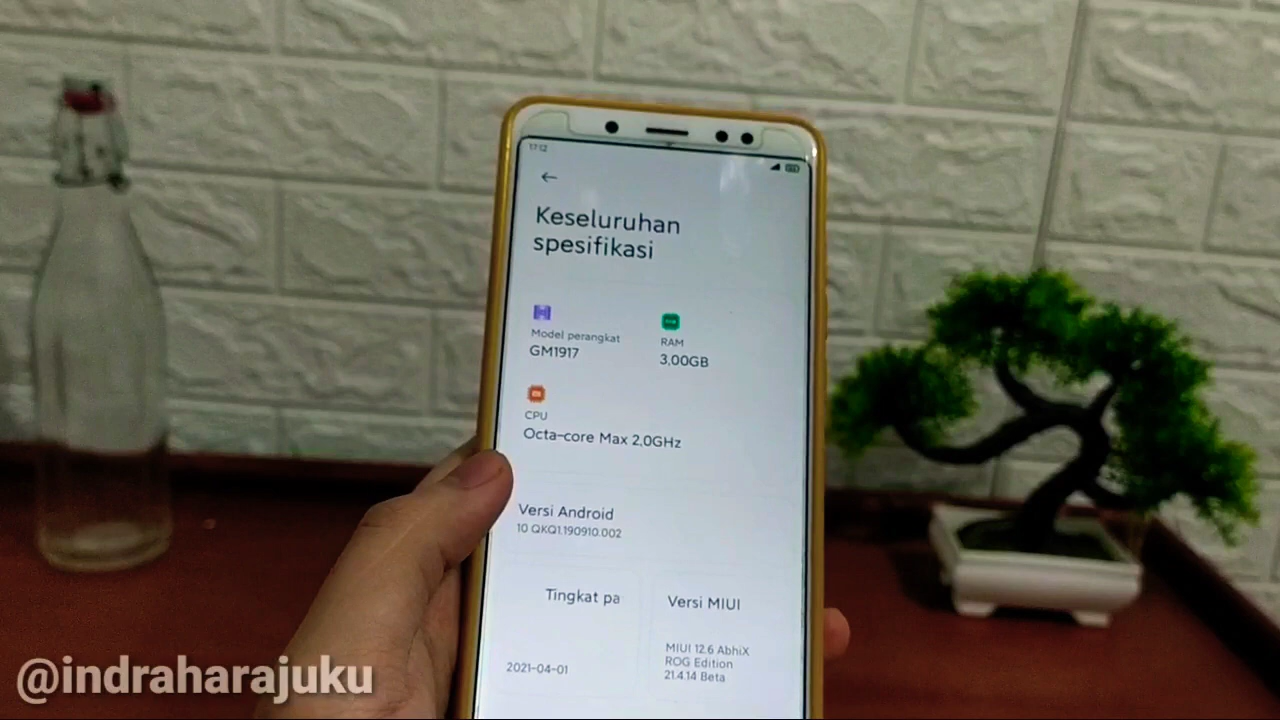 17:12
Keseluruhan
spesifikasi
Model perangkat
GM1917
RAM
3,00GB
CPU
Octa-core Max 2,0GHz
Versi Android
10 QKQ1.190910.002
Tingkat pa
2021-04-01
Versi MIUI
MIUI 12.6 AbhiX
ROG Edition
21.4.14 Beta
@indraharajuku